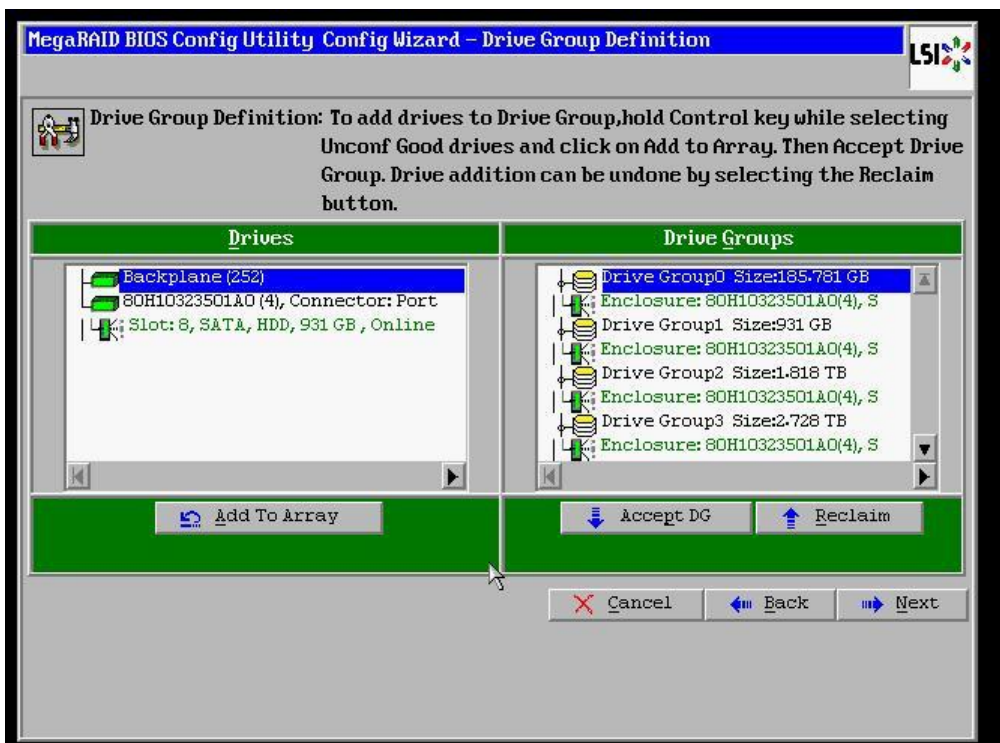 MegaRAID BIOS Config Utility Config Wizard – Drive Group Definition
LSI
Drive Group Definition: To add drives to Drive Group,hold Control key while selecting
Unconf Good drives and click on Add to Array. Then Accept Drive
Group. Drive addition can be undone by selecting the Reclaim
button.
Drives
Backplane (252)
80H10323501A0 (4), Connector: Port
Slot: 8, SATA, HDD, 931 GB , Online
Add To Array
Drive Groups
Drive Group0 Size:185.781 GB
Enclosure: 80H10323501A0(4), S
Drive Group1 Size:931 GB
Enclosure: 80H10323501A0(4), S
Drive Group2 Size:1.818 TB
Enclosure: 80H10323501A0(4), S
Drive Group3 Size:2.728 TB
Enclosure: 80H10323501A0(4), S
Accept DG
Reclaim
Cancel
Back
Next